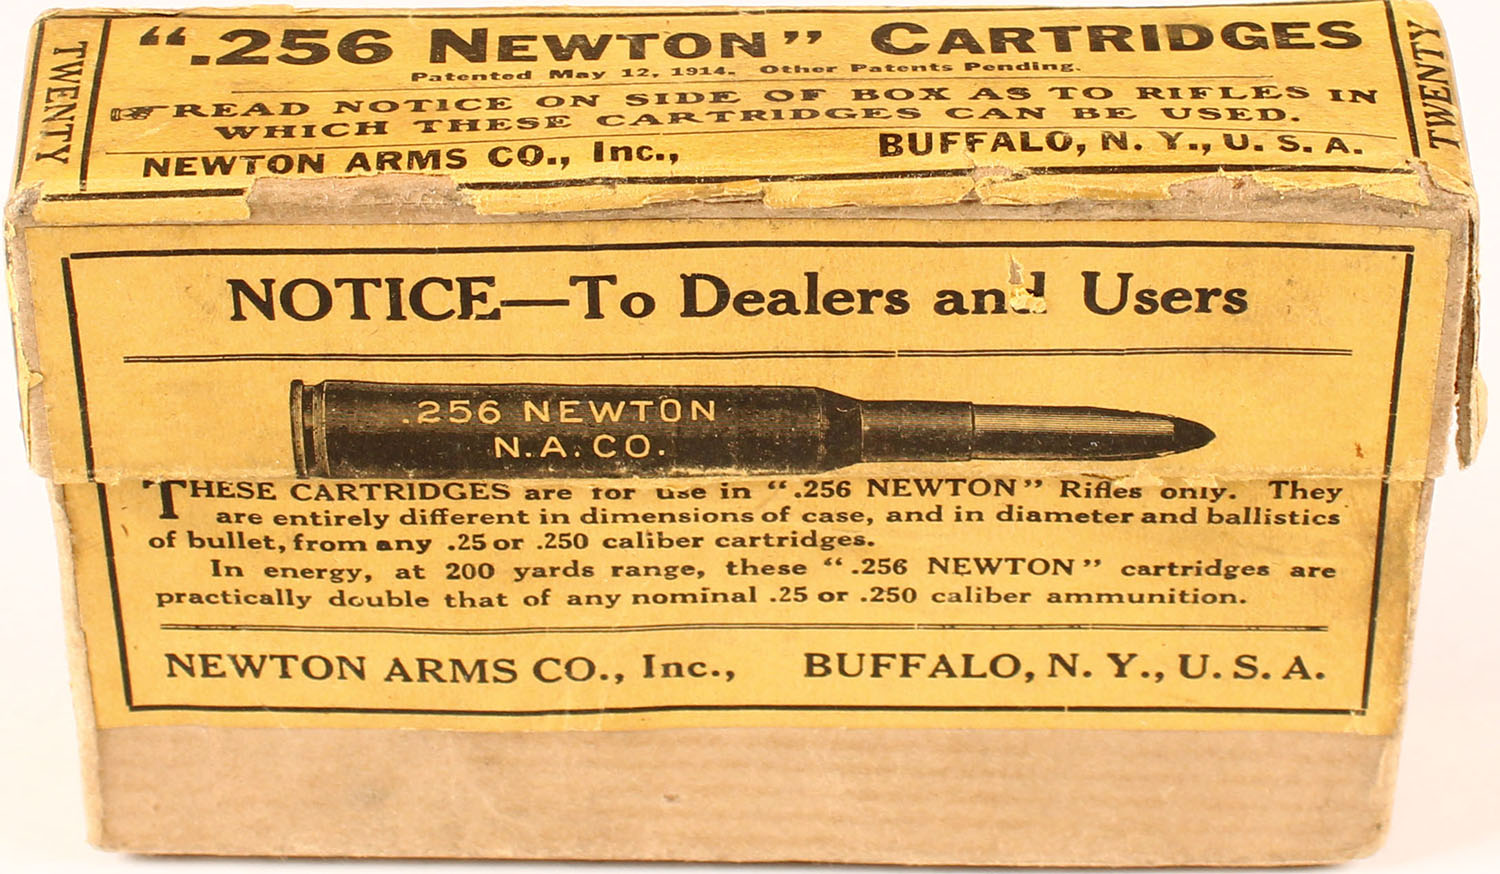 TWENTY
".256 NEWTON" CARTRIDGES
Patented May 12, 1914. Other Patents Pending.
READ NOTICE ON SIDE OF BOX AS TO RIFLES IN
WHICH THESE CARTRIDGES CAN BE USED.
NEWTON ARMS CO., Inc., BUFFALO, N. Y., U. S. A.
TWENTY
NOTICE—To Dealers and Users
.256 NEWTON
N.A.CO.
THESE CARTRIDGES are for use in ".256 NEWTON" Rifles only. They
are entirely different in dimensions of case, and in diameter and ballistics
of bullet, from any .25 or .250 caliber cartridges.
In energy, at 200 yards range, these ".256 NEWTON" cartridges are
practically double that of any nominal .25 or .250 caliber ammunition.
NEWTON ARMS CO., Inc., BUFFALO, N. Y., U. S. A.